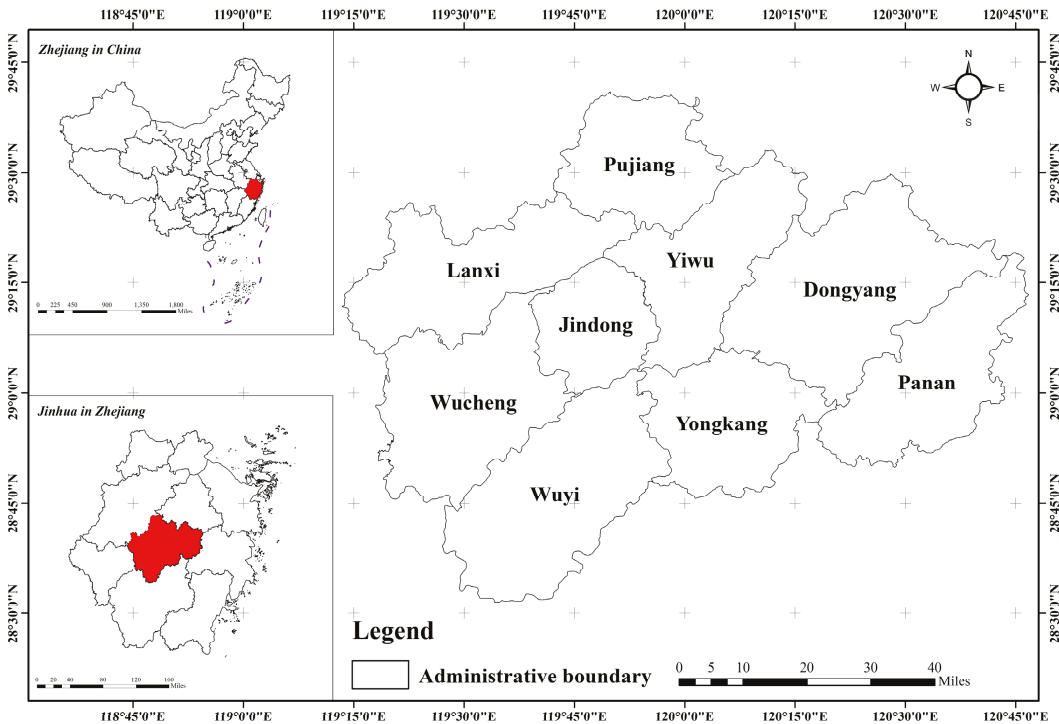 118°45'0"E 119°0'0"E 119°15'0"E 119°30'0"E 119°45'0"E 120°0'0"E 120°15'0"E 120°30'0"E 120°45'0"E
Zhejiang in China
29°45'0"N
29°30'0"N
29°15'0"N
29°0'0"N
28°45'0"N
28°30'0"N
0 225 450 900 1,350 1,800
Miles
Jinhua in Zhejiang
0 20 40 80 120 160
Miles
N
W E
S
Pujiang
Lanxi
Yiwu
Dongyang
Jindong
Panan
Wucheng
Yongkang
Wuyi
Legend
Administrative boundary
0 5 10 20 30 40
Miles
29°45'0"N
29°30'0"N
29°15'0"N
29°0'0"N
28°45'0"N
28°30'0"N
118°45'0"E 119°0'0"E 119°15'0"E 119°30'0"E 119°45'0"E 120°0'0"E 120°15'0"E 120°30'0"E 120°45'0"E